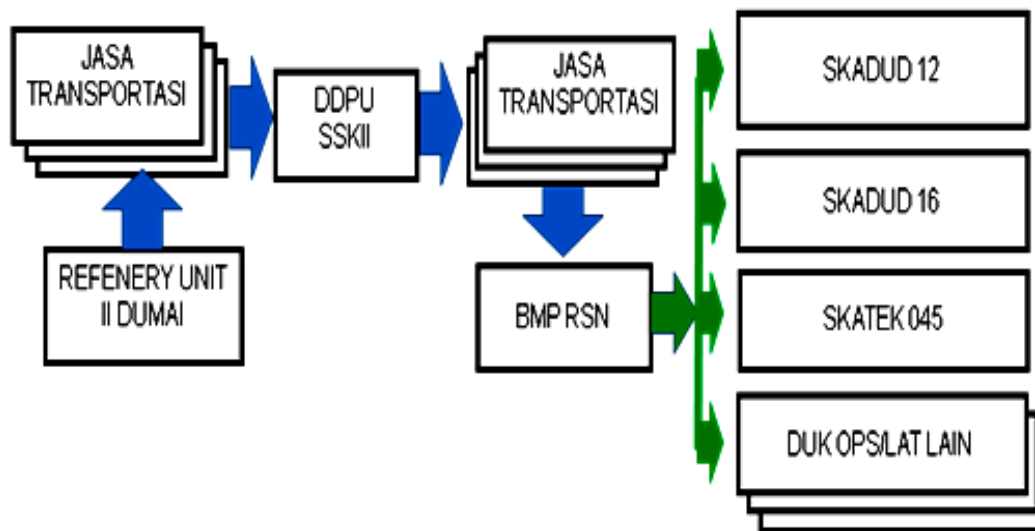 JASA
TRANSPORTASI
DDPU
SSKII
JASA
TRANSPORTASI
SKADUD 12
SKADUD 16
REFENERY UNIT
II DUMAI
BMP RSN
SKATEK 045
DUK OPS/LAT LAIN